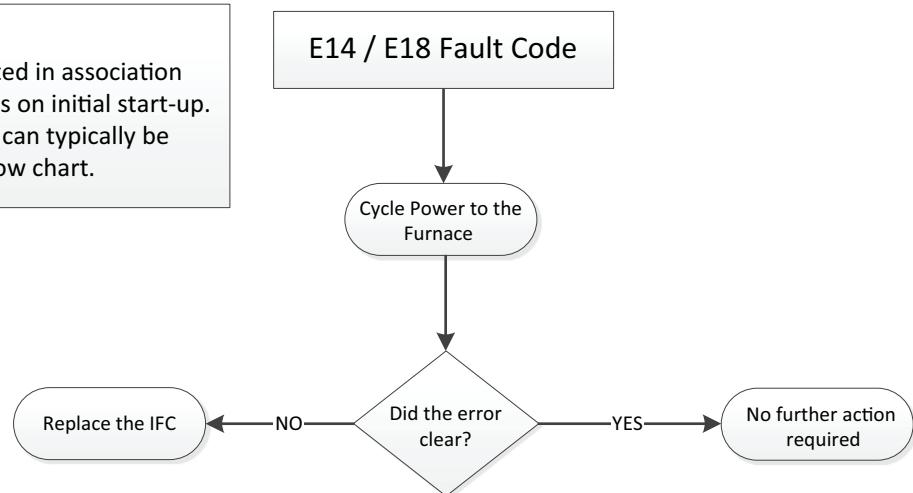 ted in association
s on initial start-up.
can typically be
ow chart.
E14 / E18 Fault Code
Cycle Power to the
Furnace
Did the error
clear?
NO
Replace the IFC
YES
No further action
required